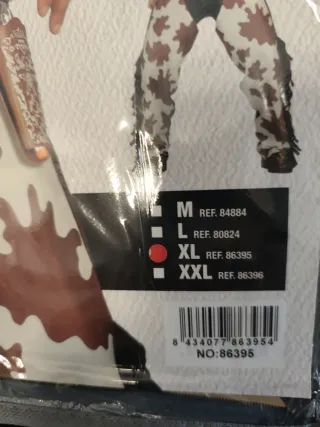 M REF. 84884
L REF. 80824
XL REF. 86395
XXL REF. 86396
8 434077 863954
NO:86395